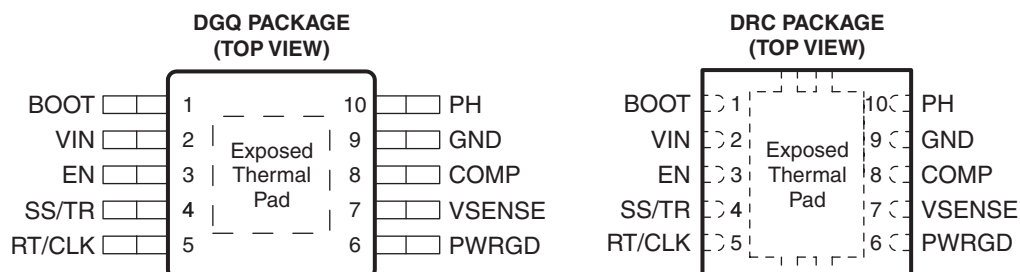 DGQ PACKAGE
(TOP VIEW)
BOOT 1 10 PH
VIN 2 9 GND
EN 3 8 COMP
SS/TR 4 7 VSENSE
RT/CLK 5 6 PWRGD
Exposed
Thermal
Pad
DRC PACKAGE
(TOP VIEW)
BOOT 1 10 PH
VIN 2 9 GND
EN 3 8 COMP
SS/TR 4 7 VSENSE
RT/CLK 5 6 PWRGD
Exposed
Thermal
Pad